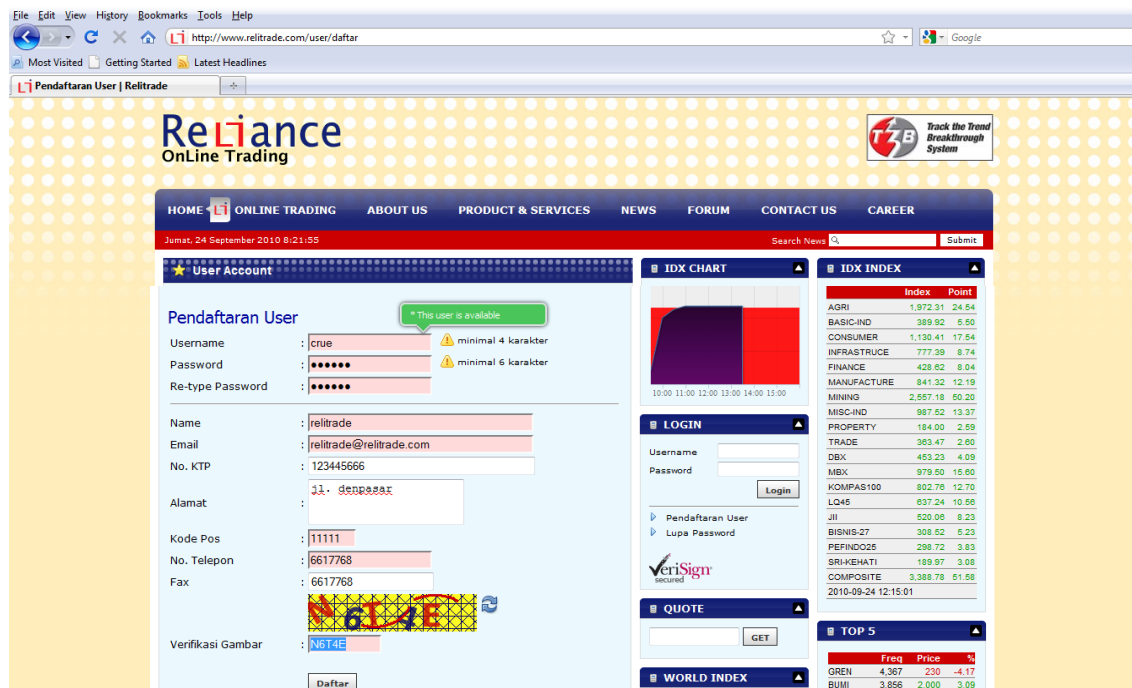 File Edit View History Bookmarks Tools Help
http://www.relitrade.com/user/daftar
Google
Most Visited Getting Started Latest Headlines
Pendaftaran User | Relitrade
Reliance
OnLine Trading
T3B Track the Trend
Breakthrough
System
HOME ONLINE TRADING ABOUT US PRODUCT & SERVICES NEWS FORUM CONTACT US CAREER
Jumat, 24 September 2010 8:21:55
Search News Submit
User Account
Pendaftaran User
* This user is available
Username : crue minimal 4 karakter
Password : •••••• minimal 6 karakter
Re-type Password : ••••••
Name : relitrade
Email : relitrade@relitrade.com
No. KTP : 123445666
Alamat : jl. denpasar
Kode Pos : 11111
No. Telepon : 6617768
Fax : 6617768
N6T4E
Verifikasi Gambar : N6T4E
Daftar
IDX CHART
10:00 11:00 12:00 13:00 14:00 15:00
LOGIN
Username
Password
Login
Pendaftaran User
Lupa Password
VeriSign
secured
QUOTE
GET
WORLD INDEX
IDX INDEX
Index Point
AGRI 1,972.31 24.54
BASIC-IND 389.92 5.50
CONSUMER 1,130.41 17.54
INFRASTRUCE 777.39 8.74
FINANCE 428.62 8.04
MANUFACTURE 841.32 12.19
MINING 2,557.18 50.20
MISC-IND 987.52 13.37
PROPERTY 184.00 2.59
TRADE 363.47 2.60
DBX 453.23 4.09
MBX 979.50 15.60
KOMPAS100 802.76 12.70
LQ45 637.24 10.56
JII 520.06 8.23
BISNIS-27 308.52 5.23
PEFINDO25 298.72 3.83
SRI-KEHATI 189.97 3.08
COMPOSITE 3,388.78 51.58
2010-09-24 12:15:01
TOP 5
Freq Price %
GREN 4,367 230 -4.17
BUMI 3,856 2,000 3.09